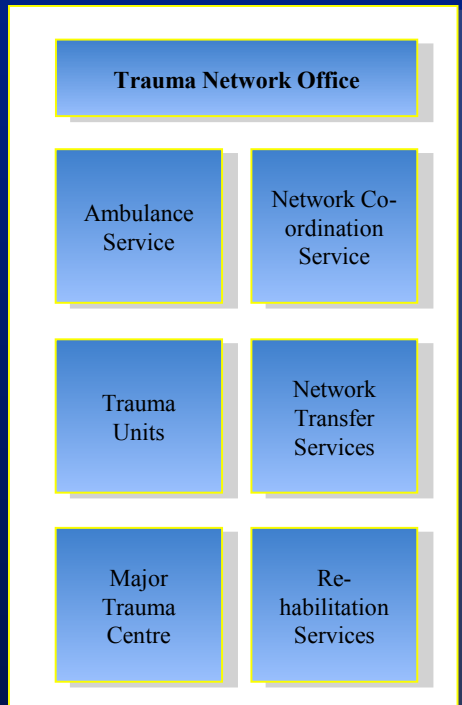 Trauma Network Office
Ambulance
Service
Network Co-
ordination
Service
Trauma
Units
Network
Transfer
Services
Major
Trauma
Centre
Re-
habilitation
Services